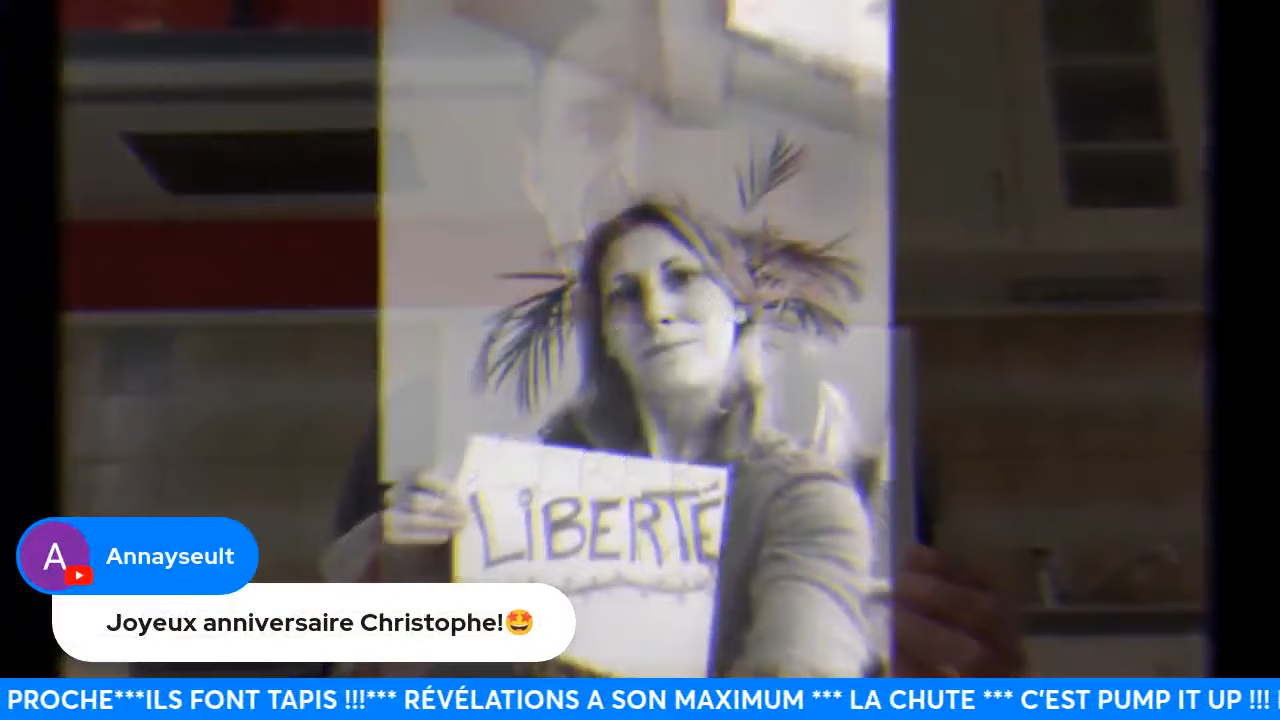 LiBERTÉ
A Annayseult
Joyeux anniversaire Christophe!🤩
PROCHE***ILS FONT TAPIS !!!*** RÉVÉLATIONS A SON MAXIMUM *** LA CHUTE *** C'EST PUMP IT UP !!!